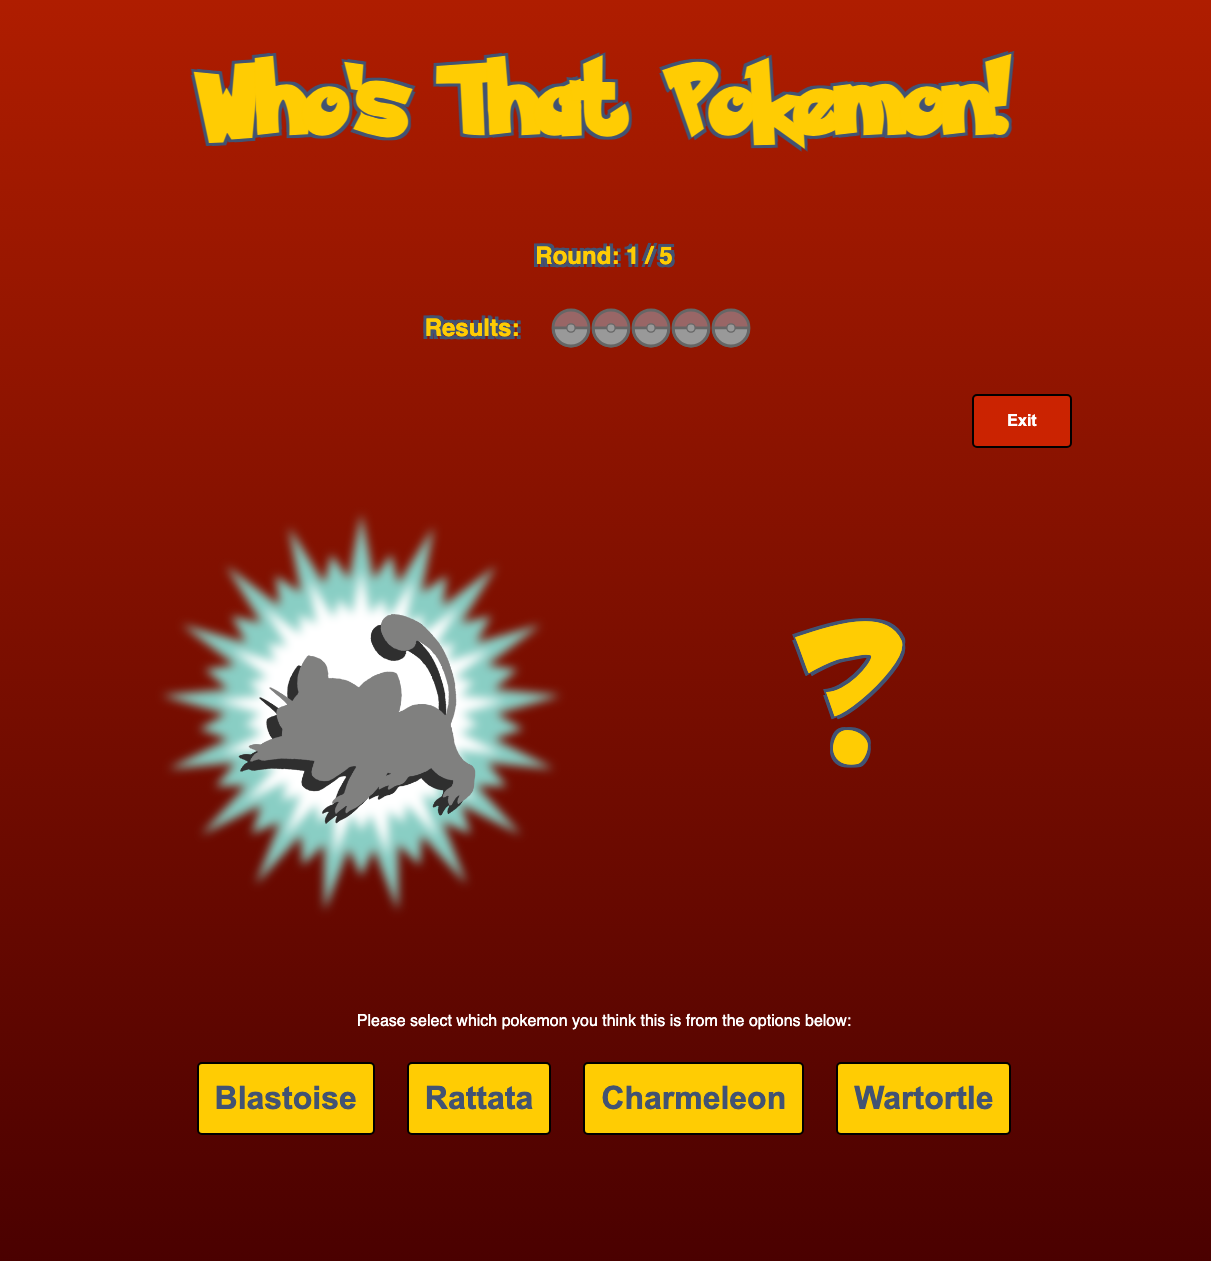 Who's That Pokemon!
Round: 1 / 5
Results:
Exit
?
Please select which pokemon you think this is from the options below:
Blastoise Rattata Charmeleon Wartortle